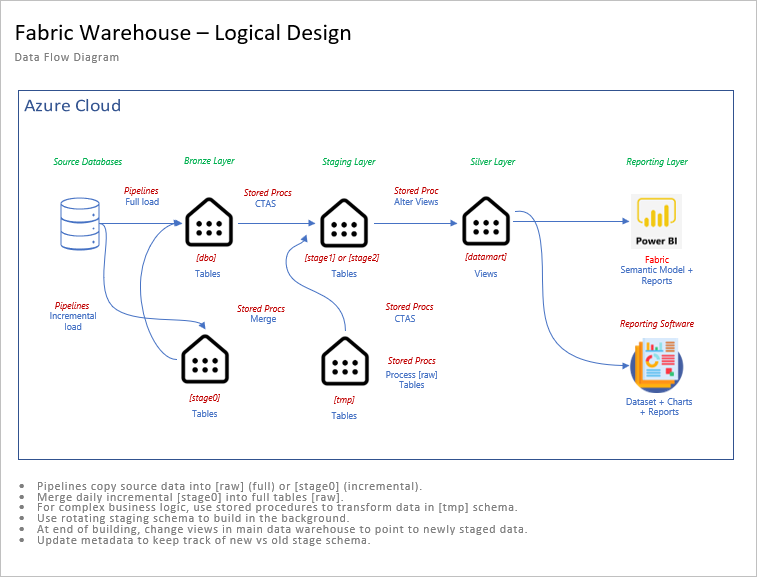 Fabric Warehouse – Logical Design
Data Flow Diagram
Azure Cloud
Source Databases
Bronze Layer
Staging Layer
Silver Layer
Reporting Layer
Pipelines
Full load
Stored Procs
CTAS
Stored Proc
Alter Views
Power BI
[dbo]
Tables
[stage1] or [stage2]
Tables
[datamart]
Views
Fabric
Semantic Model +
Reports
Pipelines
Incremental
load
Stored Procs
Merge
Stored Procs
CTAS
Reporting Software
Stored Procs
Process [raw]
Tables
[stage0]
Tables
[tmp]
Tables
Dataset + Charts
+ Reports
• Pipelines copy source data into [raw] (full) or [stage0] (incremental).
• Merge daily incremental [stage0] into full tables [raw].
• For complex business logic, use stored procedures to transform data in [tmp] schema.
• Use rotating staging schema to build in the background.
• At end of building, change views in main data warehouse to point to newly staged data.
• Update metadata to keep track of new vs old stage schema.